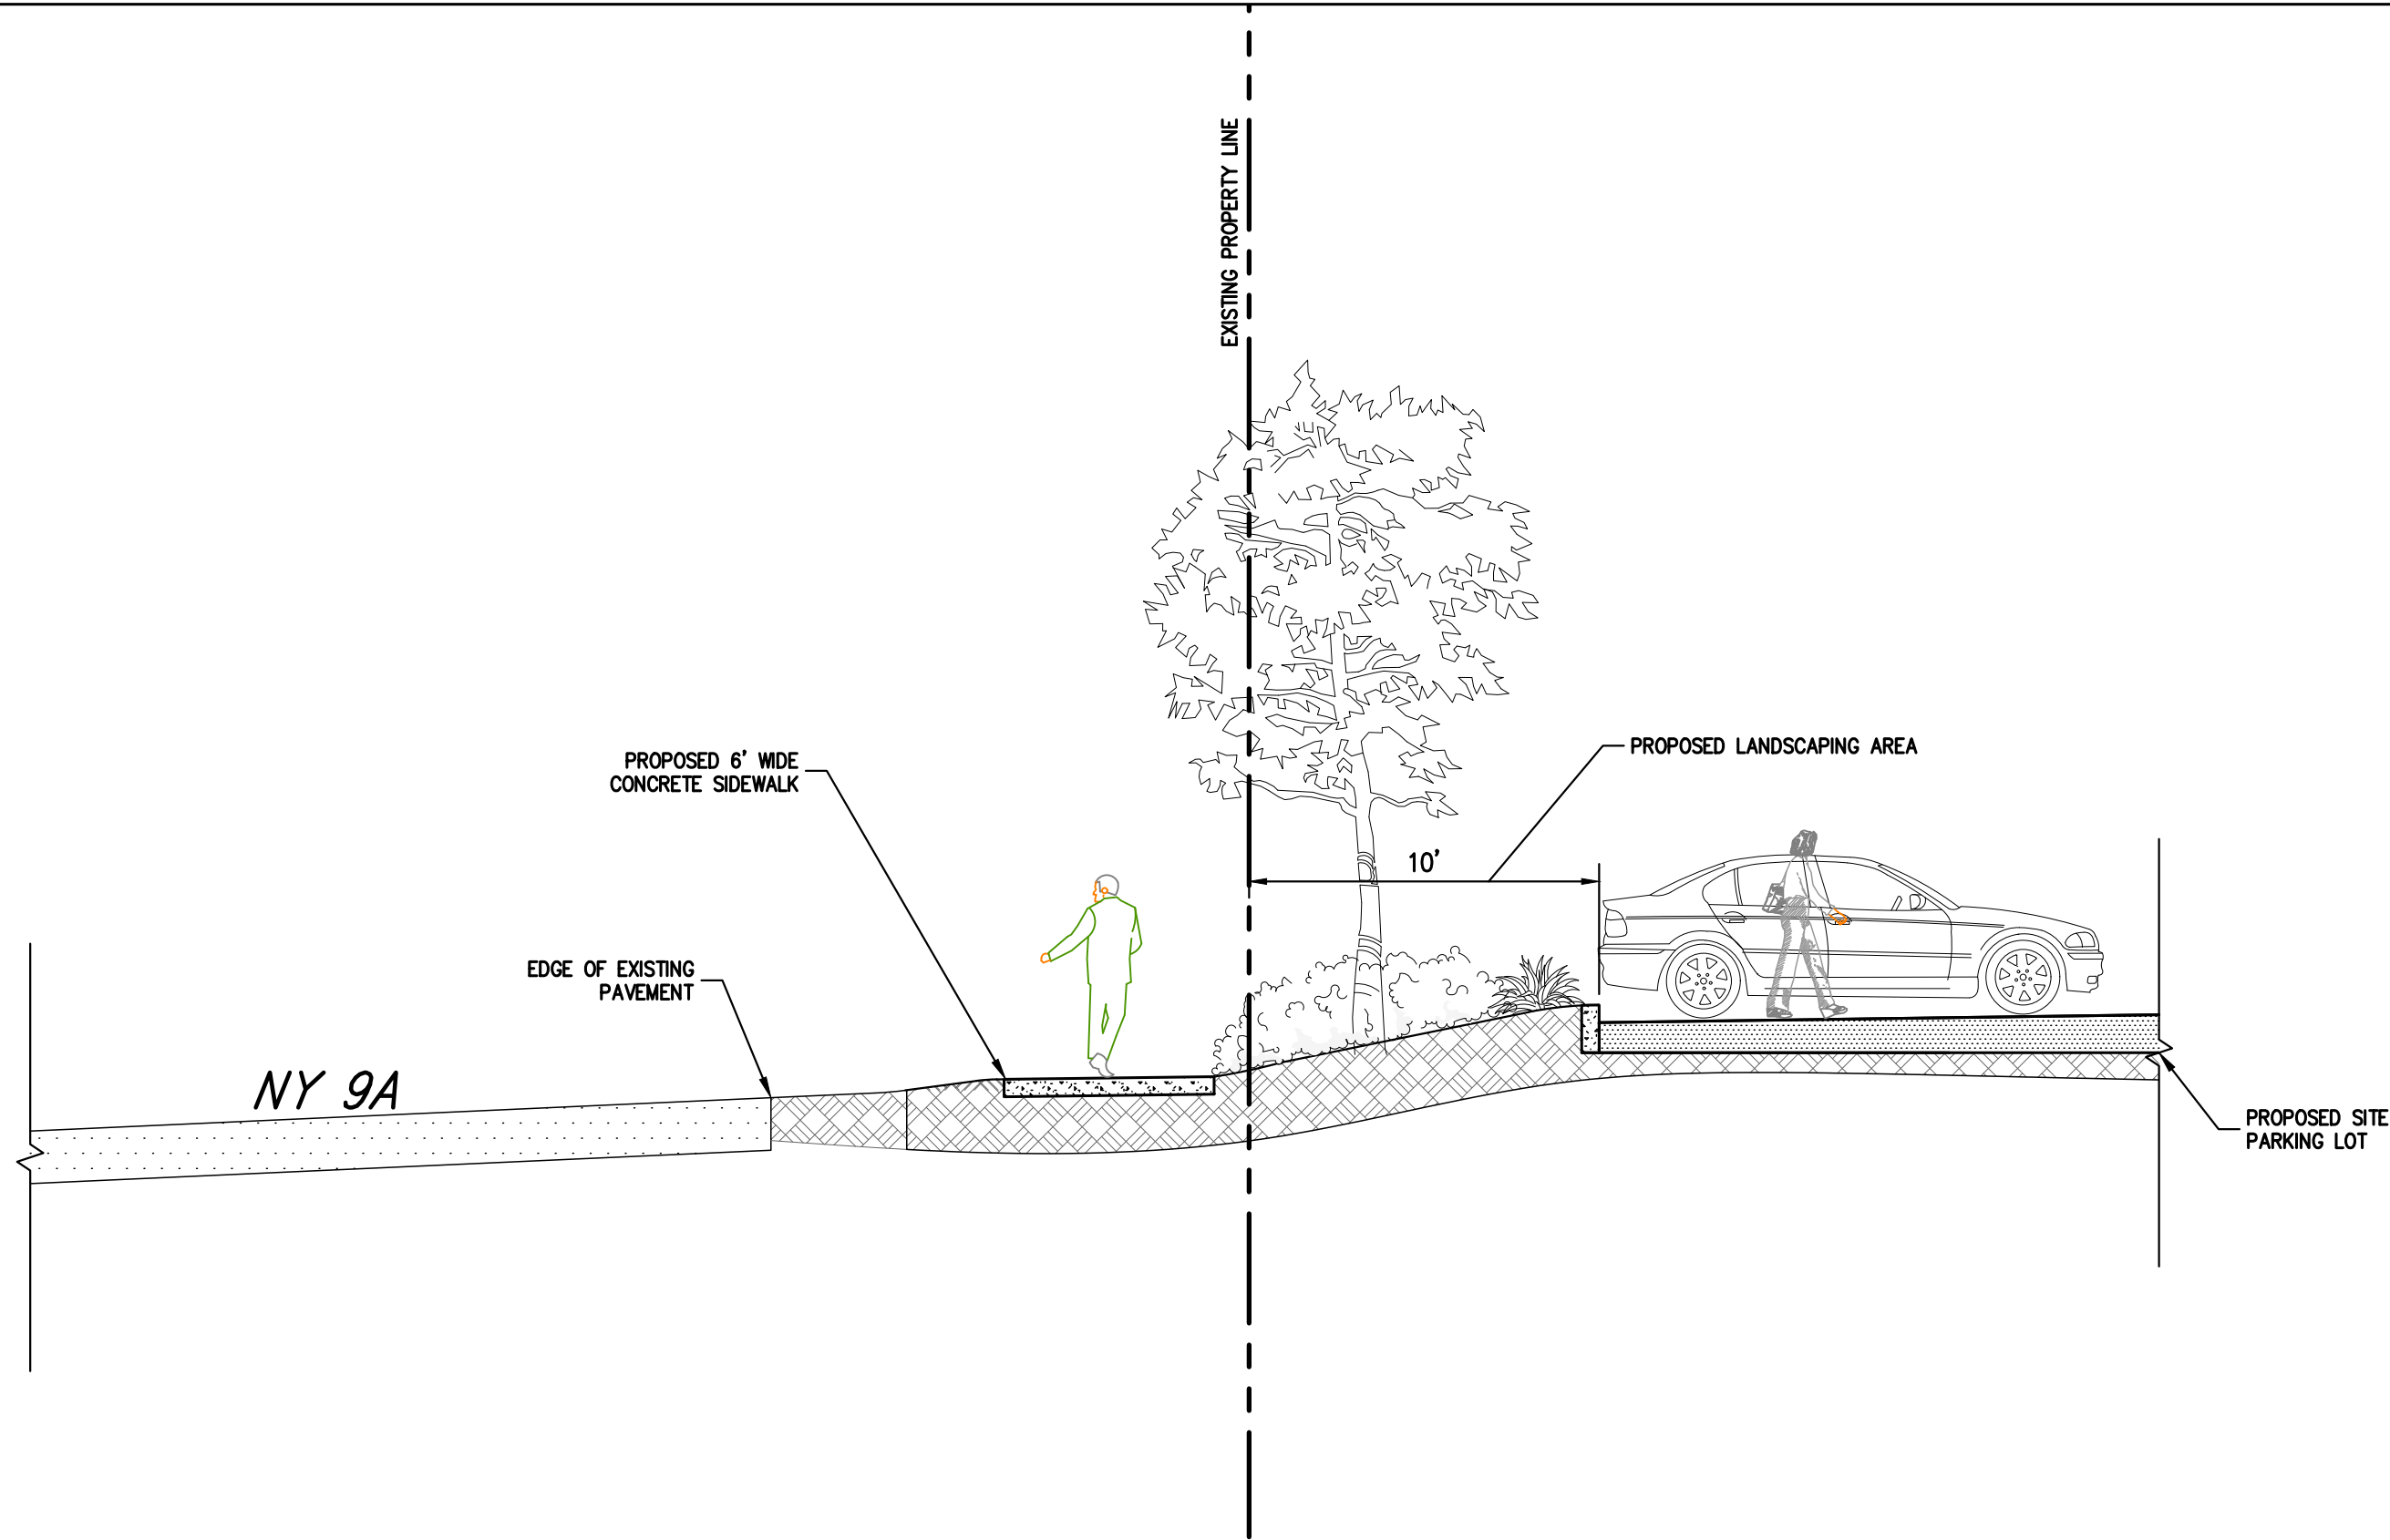 EXISTING PROPERTY LINE
PROPOSED 6' WIDE
CONCRETE SIDEWALK
PROPOSED LANDSCAPING AREA
10'
EDGE OF EXISTING
PAVEMENT
NY 9A
PROPOSED SITE
PARKING LOT